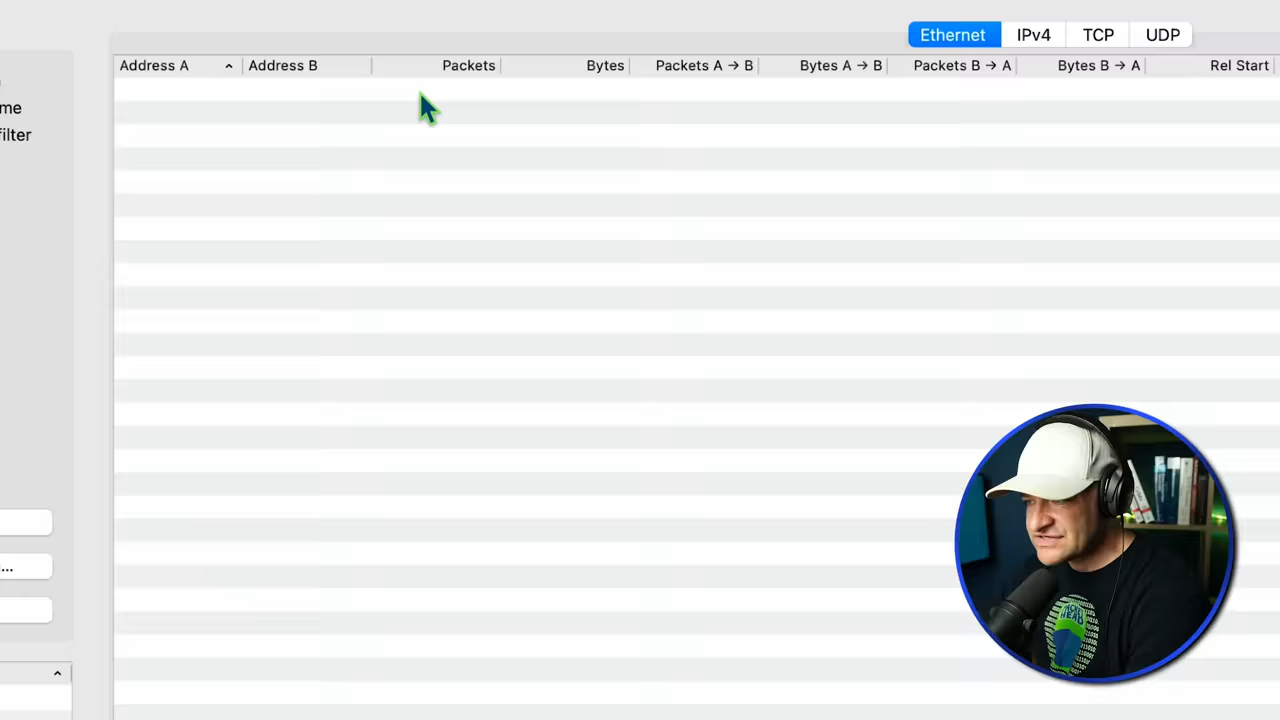 Ethernet IPv4 TCP UDP
Address A Address B Packets Bytes Packets A → B Bytes A → B Packets B → A Bytes B → A Rel Start
me
filter
...